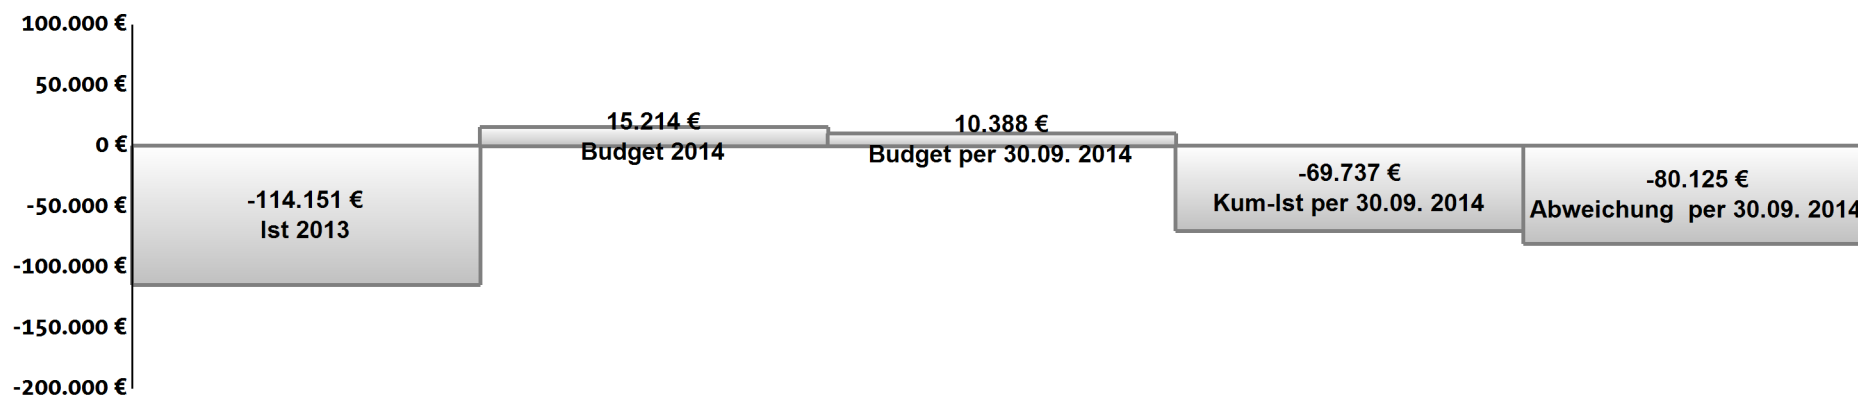 100.000 €
50.000 €
0 €
-50.000 €
-100.000 €
-150.000 €
-200.000 €
-114.151 €
Ist 2013
15.214 €
Budget 2014
10.388 €
Budget per 30.09. 2014
-69.737 €
Kum-Ist per 30.09. 2014
-80.125 €
Abweichung  per 30.09. 2014